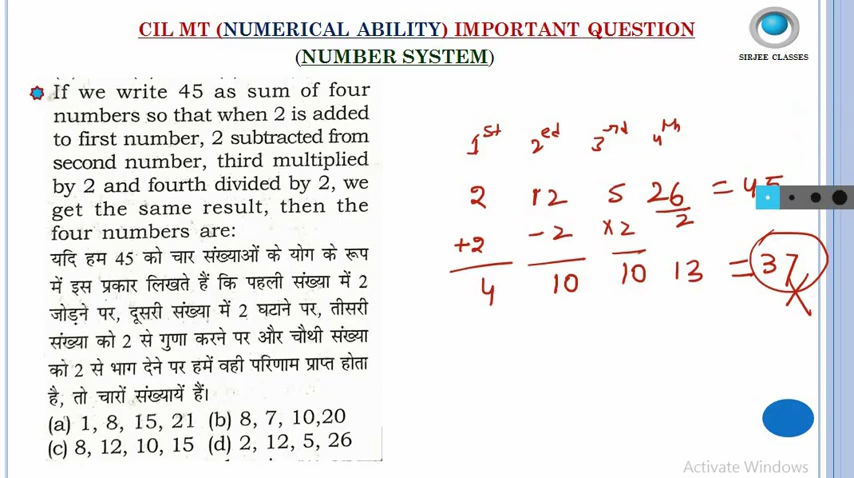 CIL MT (NUMERICAL ABILITY) IMPORTANT QUESTION
(NUMBER SYSTEM)
SIRJEE CLASSES
If we write 45 as sum of four
numbers so that when 2 is added
to first number, 2 subtracted from
second number, third multiplied
by 2 and fourth divided by 2, we
get the same result, then the
four numbers are:
यदि हम 45 को चार संख्याओं के योग के रूप
में इस प्रकार लिखते हैं कि पहली संख्या में 2
जोड़ने पर, दूसरी संख्या में 2 घटाने पर, तीसरी
संख्या को 2 से गुणा करने पर और चौथी संख्या
को 2 से भाग देने पर हमें वही परिणाम प्राप्त होता
है, तो चारों संख्यायें हैं।
(a) 1, 8, 15, 21 (b) 8, 7, 10,20
(c) 8, 12, 10, 15 (d) 2, 12, 5, 26
1st 2ed 3rd 4th
2 12 5 26 = 45
+2 -2 ×2 2
4 10 10 13 = 37
Activate Windows